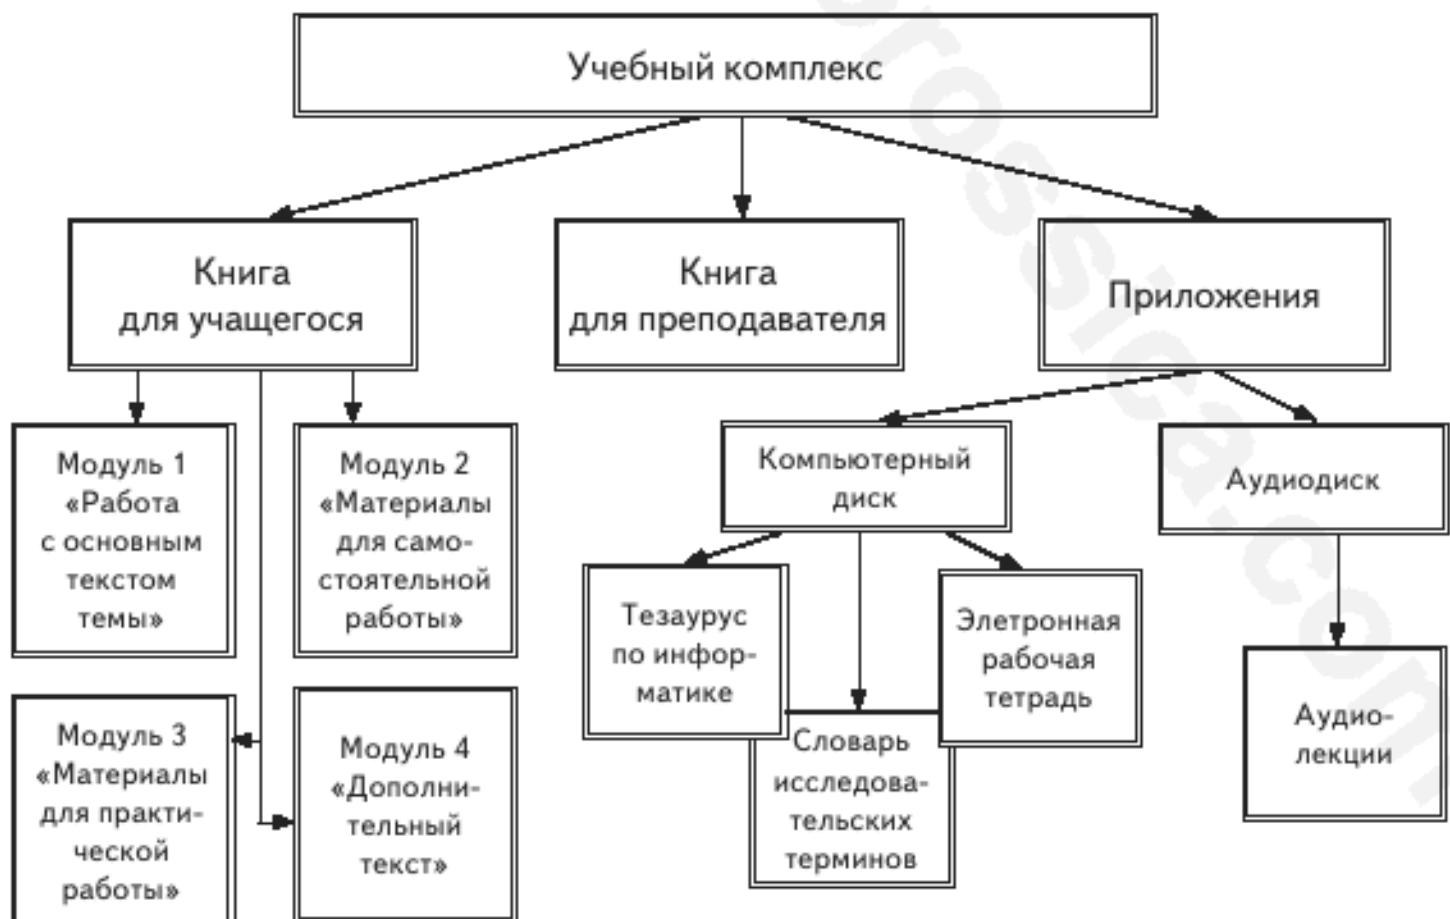 Учебный комплекс
Книга
для учащегося
Книга
для преподавателя
Приложения
Модуль 1
«Работа
с основным
текстом
темы»
Модуль 2
«Материалы
для само-
стоятельной
работы»
Модуль 3
«Материалы
для практи-
ческой
работы»
Модуль 4
«Дополни-
тельный
текст»
Компьютерный
диск
Аудиодиск
Тезаурус
по инфор-
матике
Словарь
исследова-
тельских
терминов
Элетронная
рабочая
тетрадь
Аудио-
лекции
rossica.com